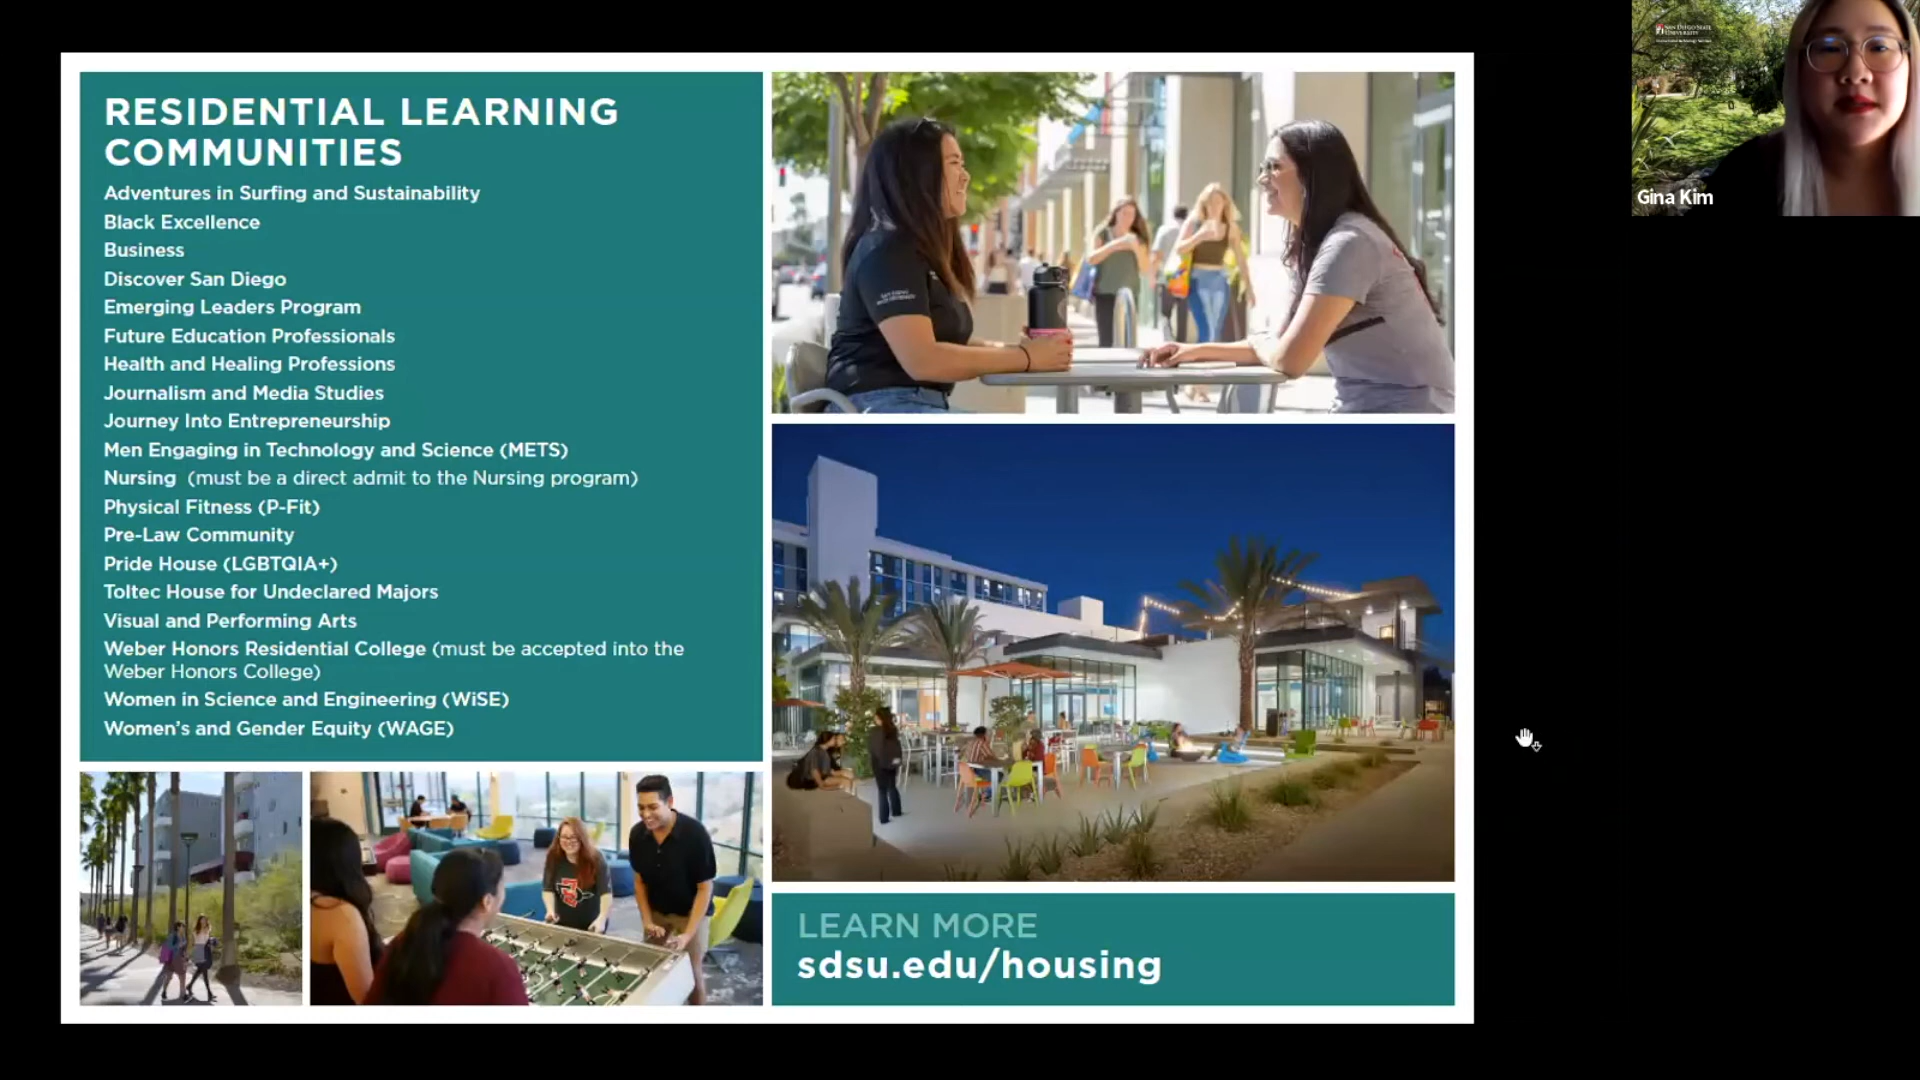 RESIDENTIAL LEARNING
COMMUNITIES
Adventures in Surfing and Sustainability
Black Excellence
Business
Discover San Diego
Emerging Leaders Program
Future Education Professionals
Health and Healing Professions
Journalism and Media Studies
Journey Into Entrepreneurship
Men Engaging in Technology and Science (METS)
Nursing (must be a direct admit to the Nursing program)
Physical Fitness (P-Fit)
Pre-Law Community
Pride House (LGBTQIA+)
Toltec House for Undeclared Majors
Visual and Performing Arts
Weber Honors Residential College (must be accepted into the
Weber Honors College)
Women in Science and Engineering (WiSE)
Women's and Gender Equity (WAGE)
LEARN MORE
sdsu.edu/housing
SAN DIEGO STATE
UNIVERSITY
Gina Kim